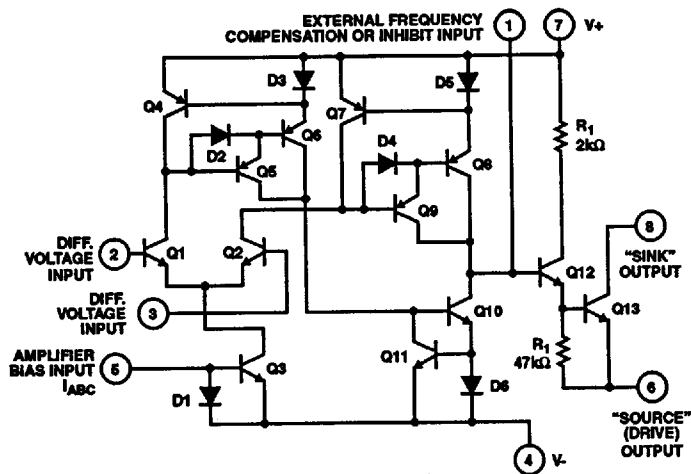 EXTERNAL FREQUENCY
COMPENSATION OR INHIBIT INPUT
1
7
V+
D3
D5
Q4
Q6
Q7
R1
2kΩ
D2
D4
Q8
Q5
Q9
8
DIFF.
VOLTAGE
INPUT
2
Q1
Q2
Q12
"SINK"
OUTPUT
DIFF.
VOLTAGE
INPUT
3
Q10
Q13
AMPLIFIER
BIAS INPUT
IABC
5
Q3
Q11
R1
47kΩ
D1
D6
6
"SOURCE"
(DRIVE)
OUTPUT
4
V-